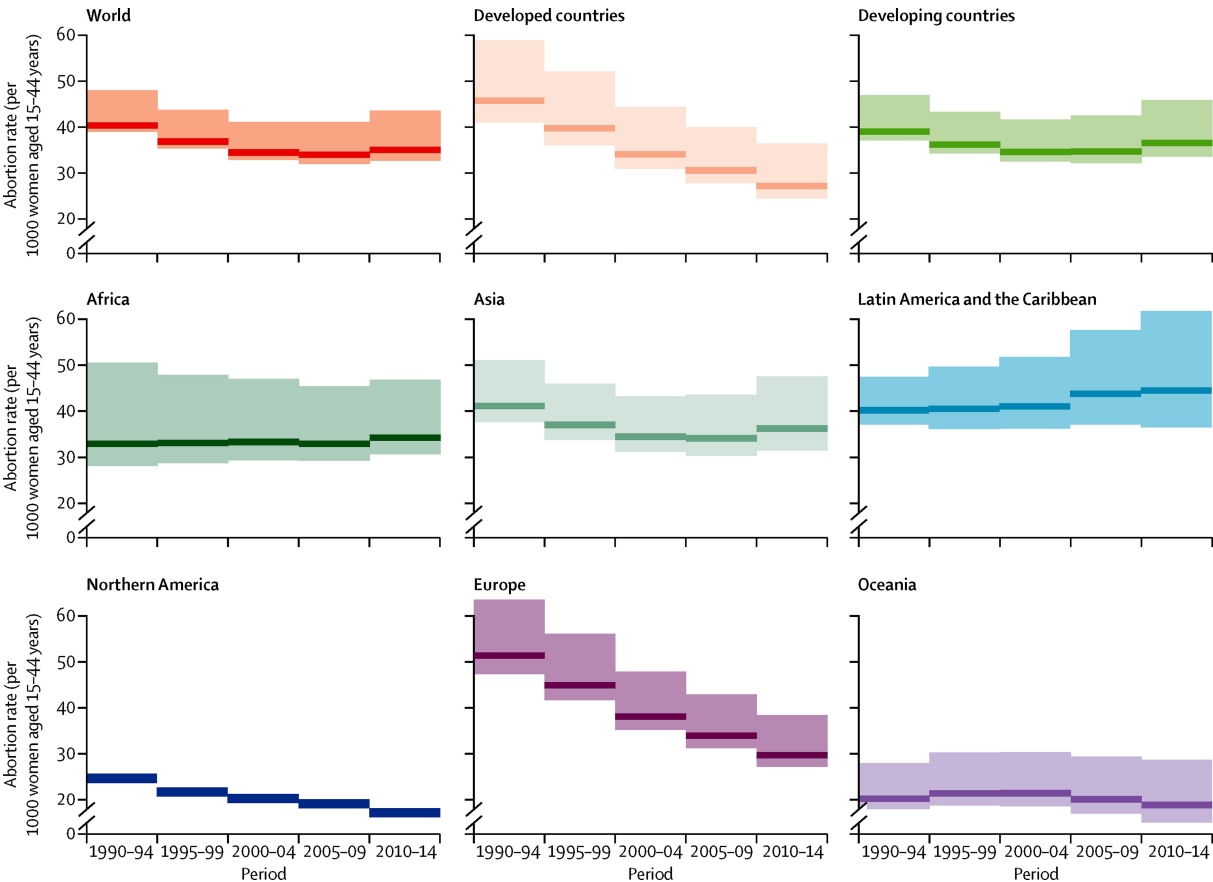 World
Developed countries
Developing countries
Abortion rate (per
1000 women aged 15–44 years)
60
50
40
30
20
0
Africa
Asia
Latin America and the Caribbean
Abortion rate (per
1000 women aged 15–44 years)
60
50
40
30
20
0
Northern America
Europe
Oceania
Abortion rate (per
1000 women aged 15–44 years)
60
50
40
30
20
0
1990–94 1995–99 2000–04 2005–09 2010–14
Period
1990–94 1995–99 2000–04 2005–09 2010–14
Period
1990–94 1995–99 2000–04 2005–09 2010–14
Period